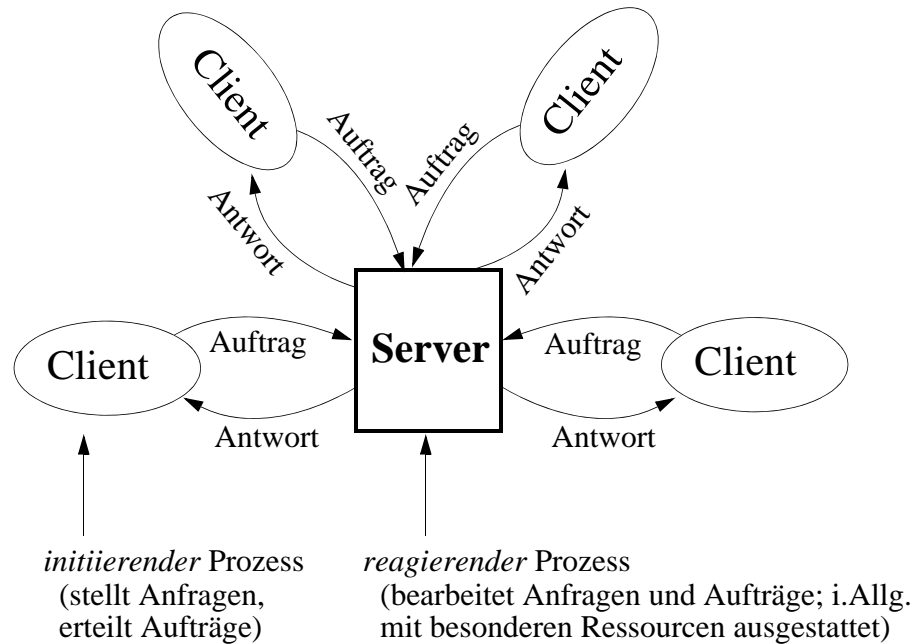 Client
Client
Auftrag
Auftrag
Antwort
Antwort
Client
Auftrag
Server
Auftrag
Client
Antwort
Antwort
initiierender Prozess
(stellt Anfragen,
erteilt Aufträge)
reagierender Prozess
(bearbeitet Anfragen und Aufträge; i.Allg.
mit besonderen Ressourcen ausgestattet)